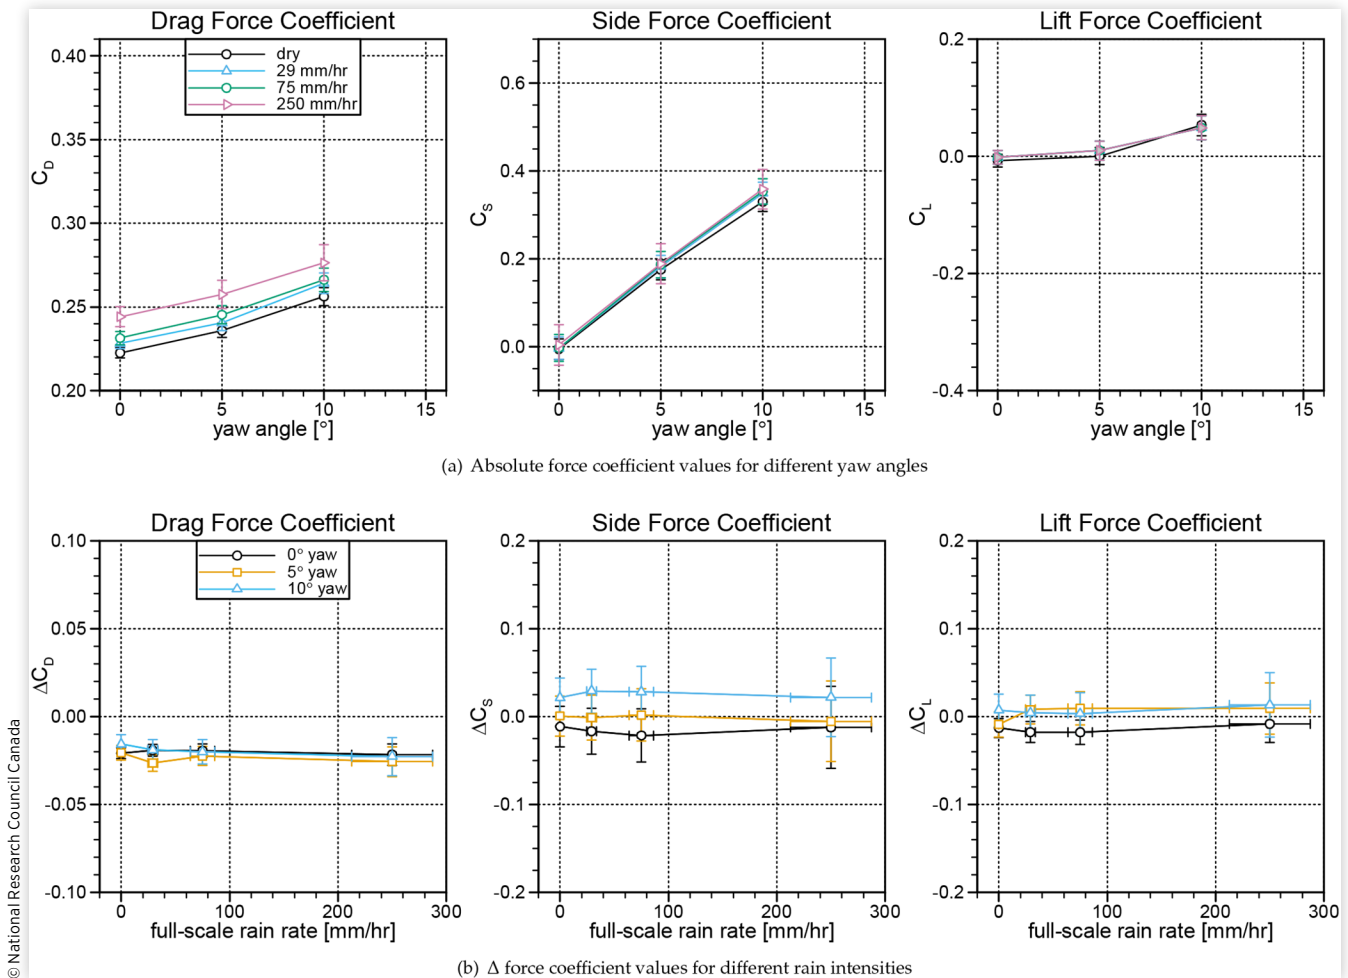 Drag Force Coefficient
0.40
0.35
0.30
0.25
0.20
C_D
dry
29 mm/hr
75 mm/hr
250 mm/hr
0 5 10 15
yaw angle [°]
Side Force Coefficient
0.6
0.4
0.2
0.0
C_S
0 5 10 15
yaw angle [°]
Lift Force Coefficient
0.2
0.0
-0.2
-0.4
C_L
0 5 10 15
yaw angle [°]
(a) Absolute force coefficient values for different yaw angles
Drag Force Coefficient
0.10
0.05
0.00
-0.05
-0.10
ΔC_D
0° yaw
5° yaw
10° yaw
0 100 200 300
full-scale rain rate [mm/hr]
Side Force Coefficient
0.2
0.1
0.0
-0.1
-0.2
ΔC_S
0 100 200 300
full-scale rain rate [mm/hr]
Lift Force Coefficient
0.2
0.1
0.0
-0.1
-0.2
ΔC_L
0 100 200 300
full-scale rain rate [mm/hr]
(b) Δ force coefficient values for different rain intensities
© National Research Council Canada